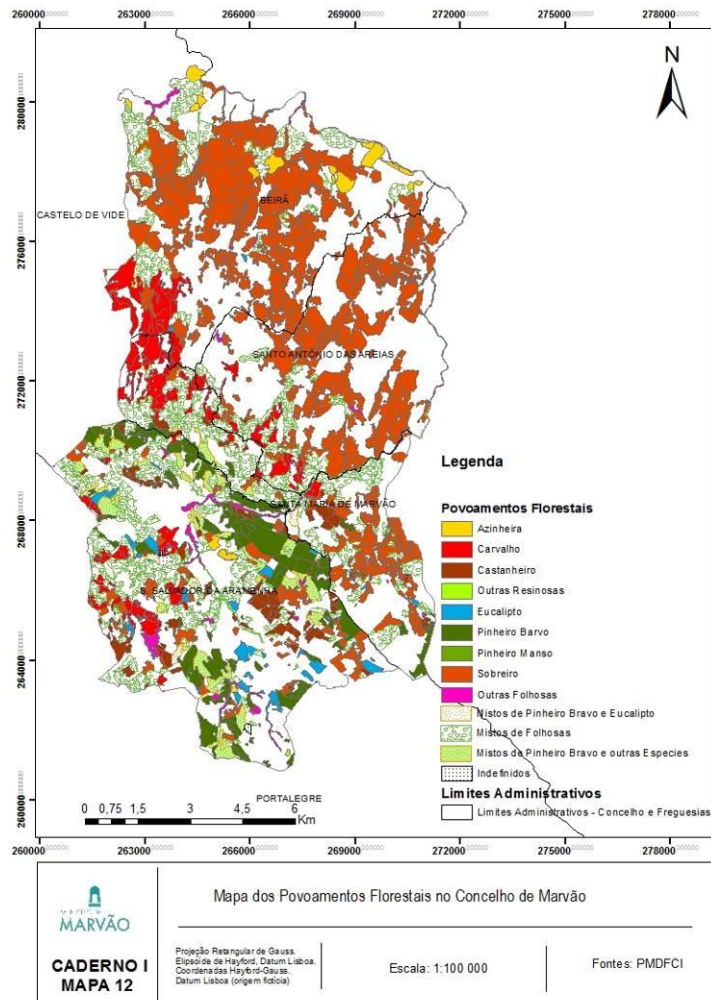 260000 263000 266000 269000 272000 275000 278000
N
280000
BEIRÃ
CASTELO DE VIDE
276000
SANTO ANTÓNIO DAS AREIAS
272000
Legenda
SANTA MARIA DE MARVÃO
268000
Povoamentos Florestais
Azinheira
Carvalho
Castanheiro
Outras Resinosas
S. SALVADOR DA ARAMENHA
Eucalipto
Pinheiro Barvo
264000
Pinheiro Manso
Sobreiro
Outras Folhosas
Mistos de Pinheiro Bravo e Eucalipto
Mistos de Folhosas
Mistos de Pinheiro Bravo e outras Especies
Indefinidos
Limites Administrativos
260000
PORTALEGRE
0 0,75 1,5 3 4,5 6
Km
Limites Administrativos - Concelho e Freguesias
260000 263000 266000 269000 272000 275000 278000
MARVÃO
CADERNO I
MAPA 12
Mapa dos Povoamentos Florestais no Concelho de Marvão
Projeção Retangular de Gauss.
Elipsoide de Hayford, Datum Lisboa.
Coordenadas Hayford-Gauss.
Datum Lisboa (origem fictícia)
Escala: 1:100 000
Fontes: PMDFCI